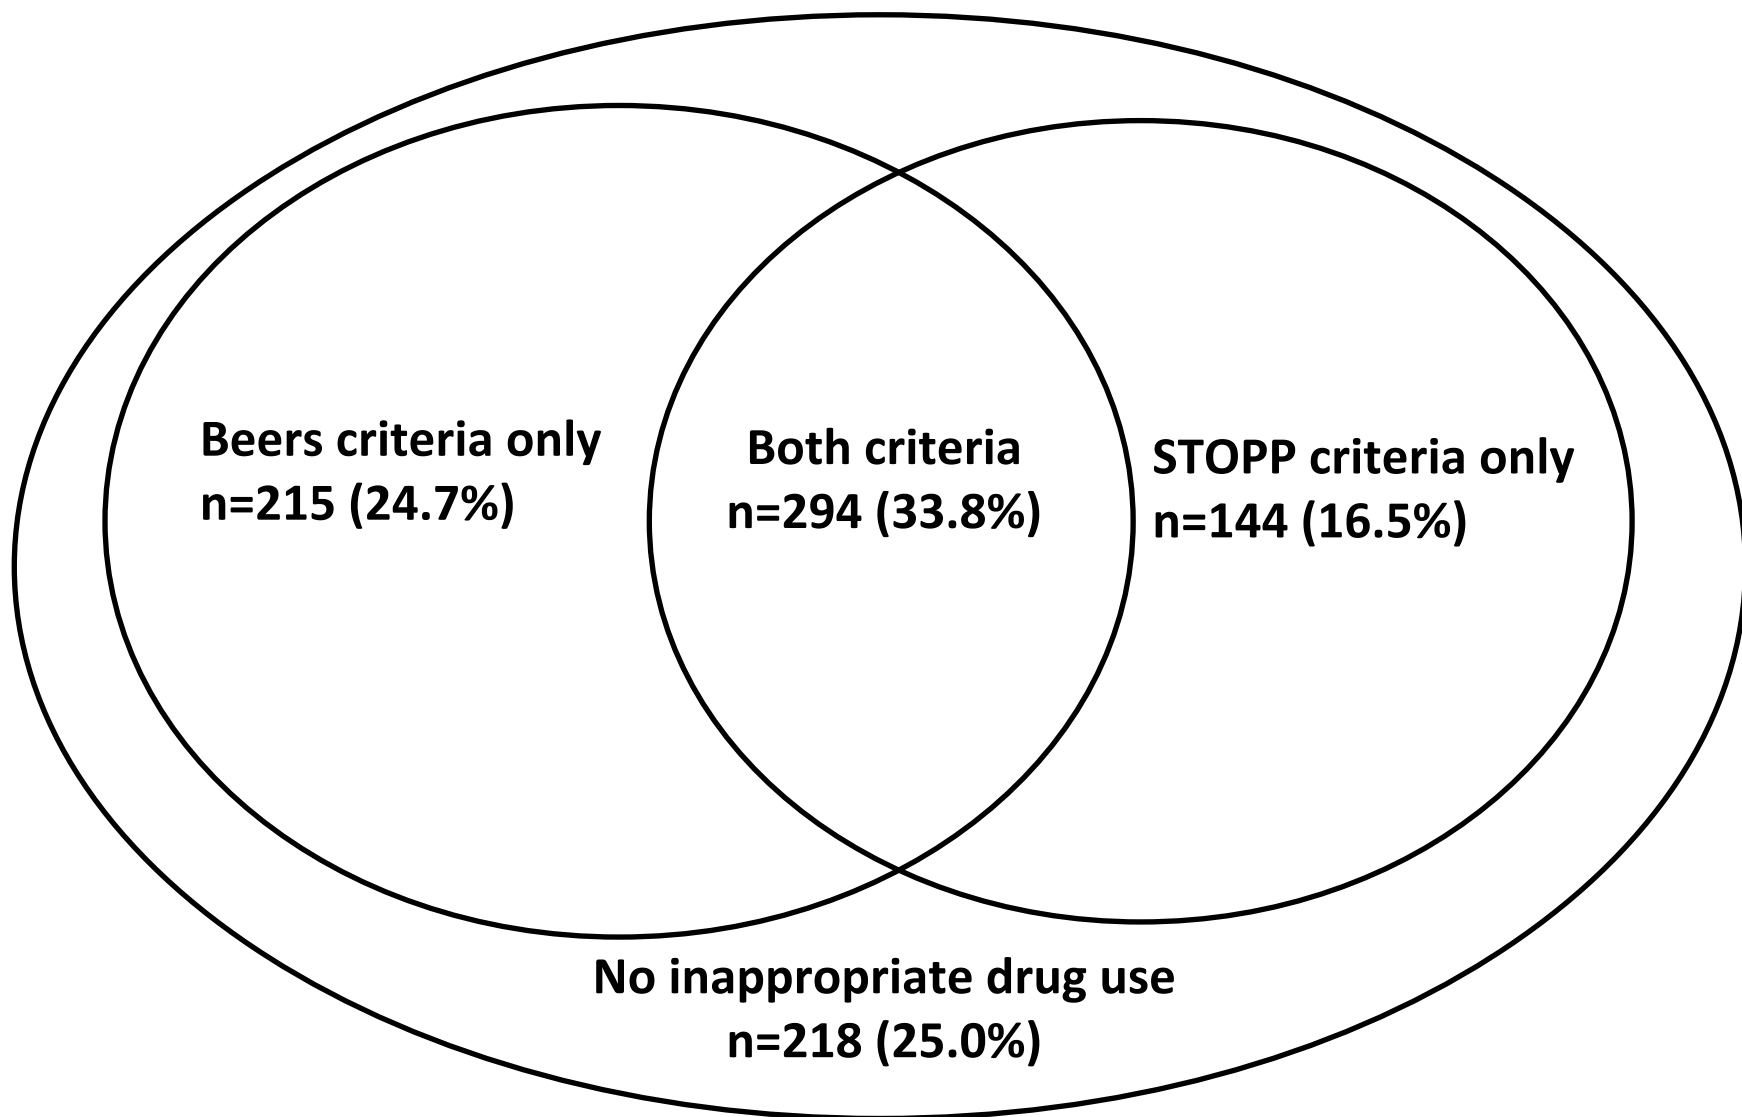 Beers criteria only
n=215 (24.7%)
Both criteria
n=294 (33.8%)
STOPP criteria only
n=144 (16.5%)
No inappropriate drug use
n=218 (25.0%)